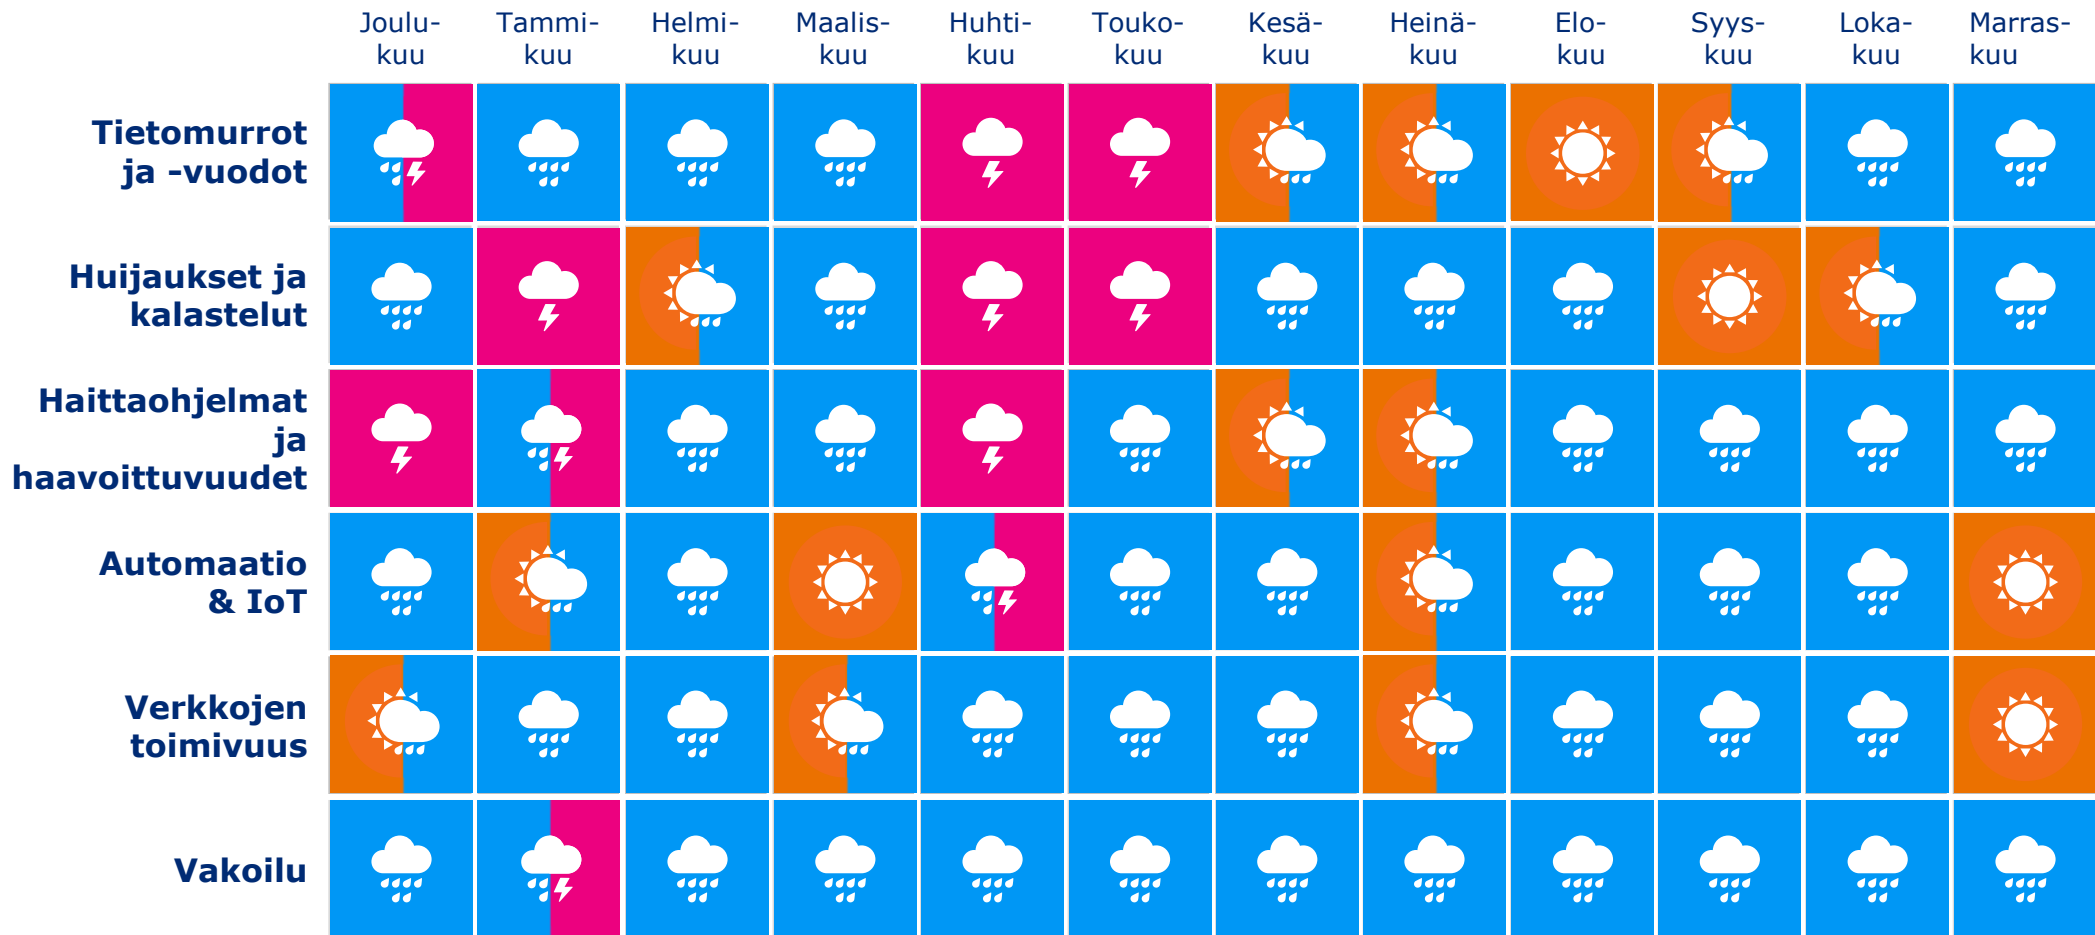 Joulu-
kuu
Tammi-
kuu
Helmi-
kuu
Maalis-
kuu
Huhti-
kuu
Touko-
kuu
Kesä-
kuu
Heinä-
kuu
Elo-
kuu
Syys-
kuu
Loka-
kuu
Marras-
kuu
Tietomurrot
ja -vuodot
Huijaukset ja
kalastelut
Haittaohjelmat
ja
haavoittuvuudet
Automaatio
& IoT
Verkkojen
toimivuus
Vakoilu